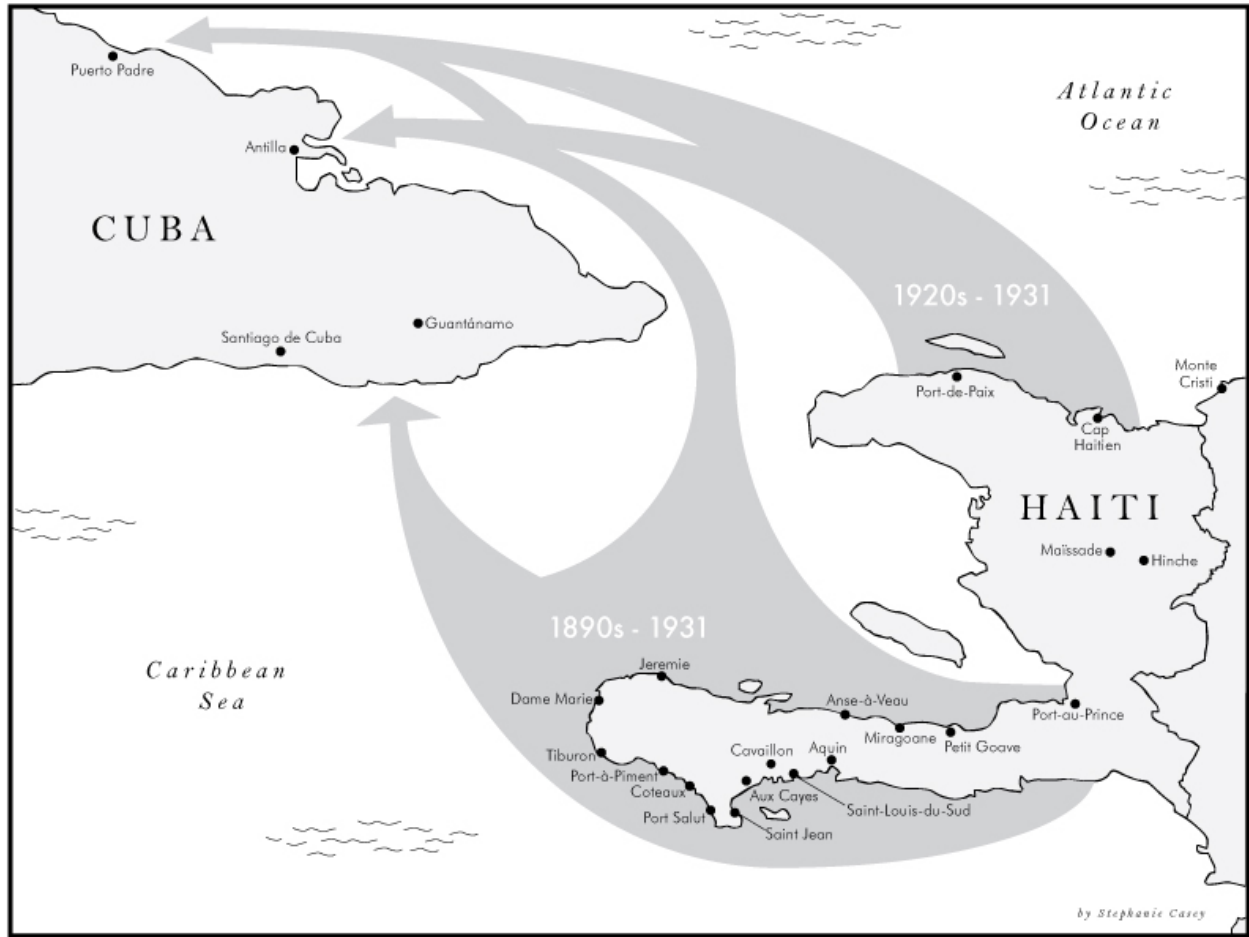 Puerto Padre
Atlantic
Ocean
Antilla
CUBA
1920s - 1931
Guantánamo
Santiago de Cuba
Monte
Cristi
Port-de-Paix
Cap
Haitien
HAITI
Maïssade
Hinche
1890s - 1931
Caribbean
Sea
Jeremie
Dame Marie
Anse-à-Veau
Port-au-Prince
Miragoane
Petit Goave
Tiburon
Cavaillon
Aquin
Port-à-Piment
Coteaux
Aux Cayes
Saint-Louis-du-Sud
Port Salut
Saint Jean
by Stephanie Casey